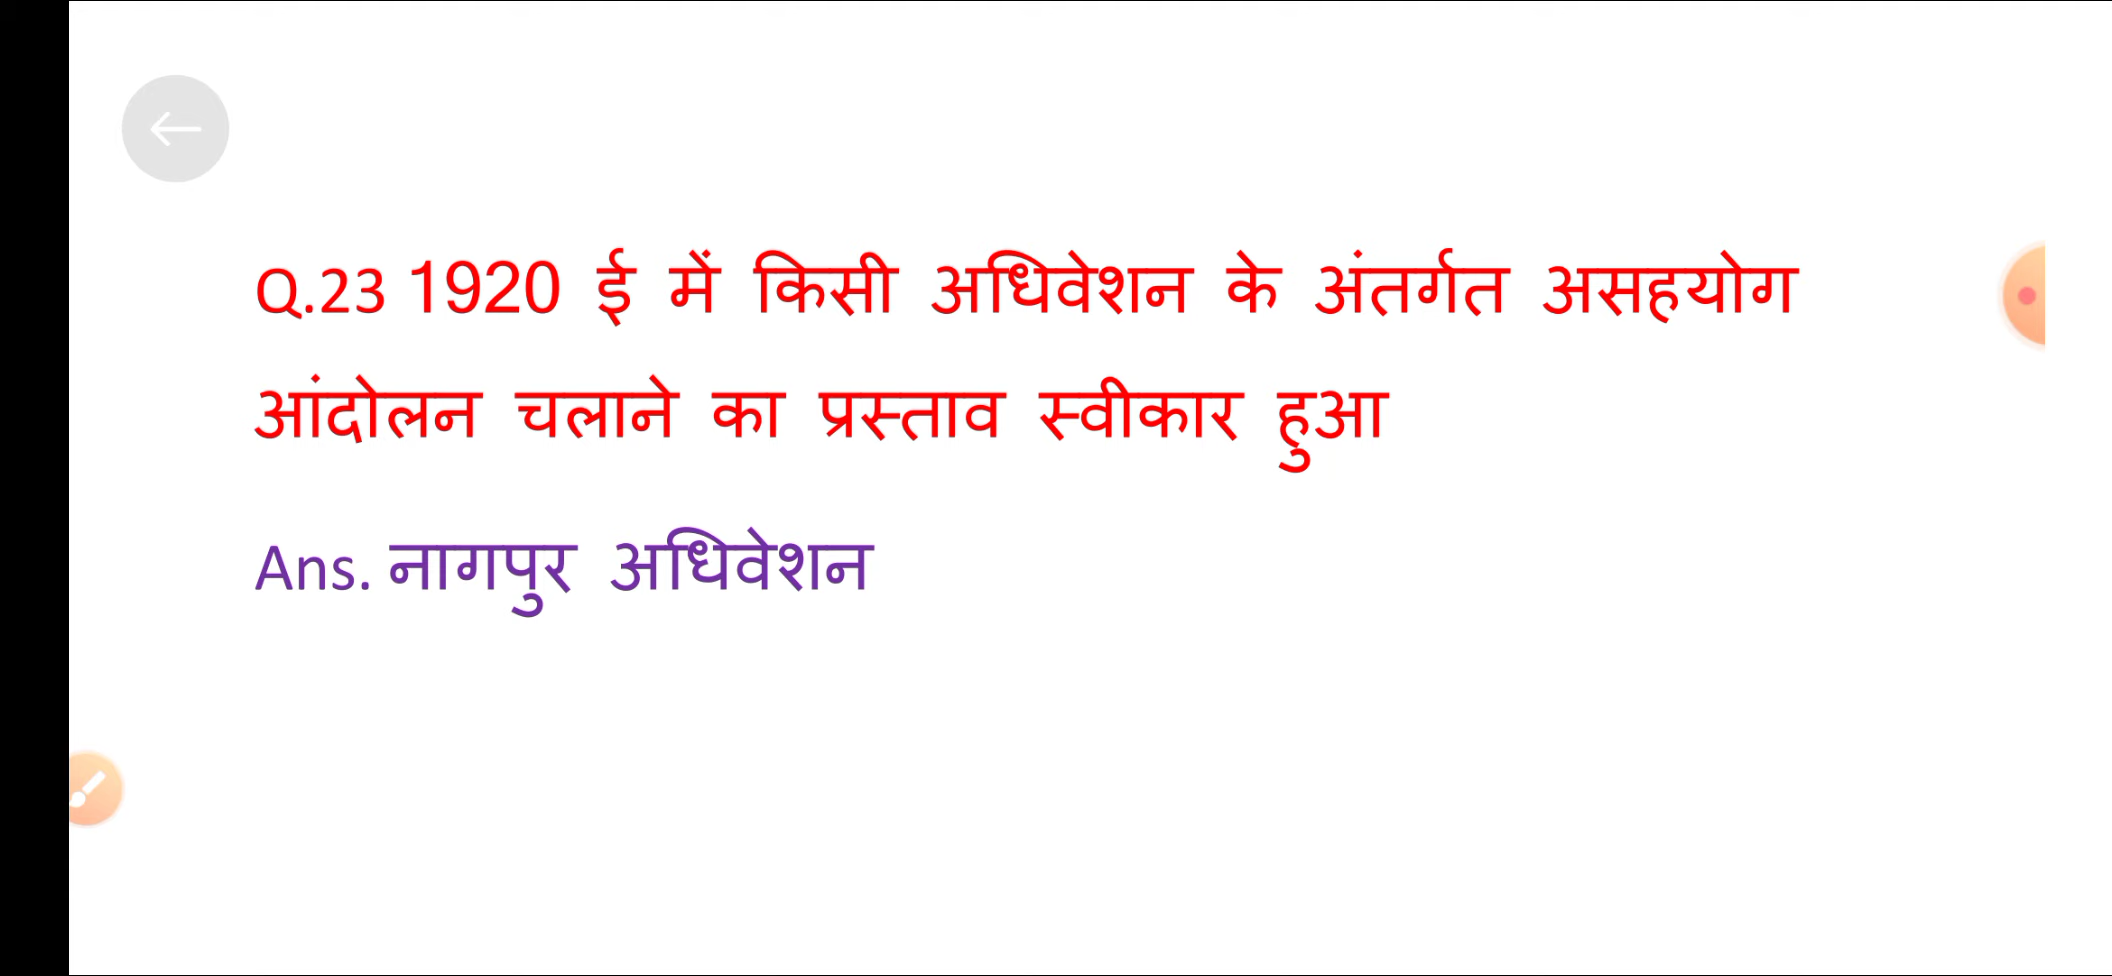 Q.23 1920 ई में किसी अधिवेशन के अंतर्गत असहयोग
आंदोलन चलाने का प्रस्ताव स्वीकार हुआ
Ans. नागपुर अधिवेशन